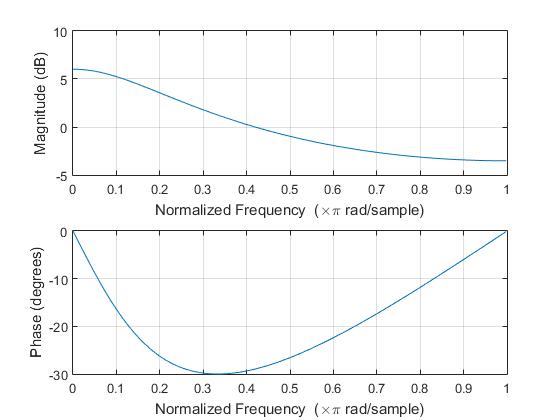 10
5
0
-5
Magnitude (dB)
0 0.1 0.2 0.3 0.4 0.5 0.6 0.7 0.8 0.9 1
Normalized Frequency (×π rad/sample)
0
-10
-20
-30
Phase (degrees)
0 0.1 0.2 0.3 0.4 0.5 0.6 0.7 0.8 0.9 1
Normalized Frequency (×π rad/sample)